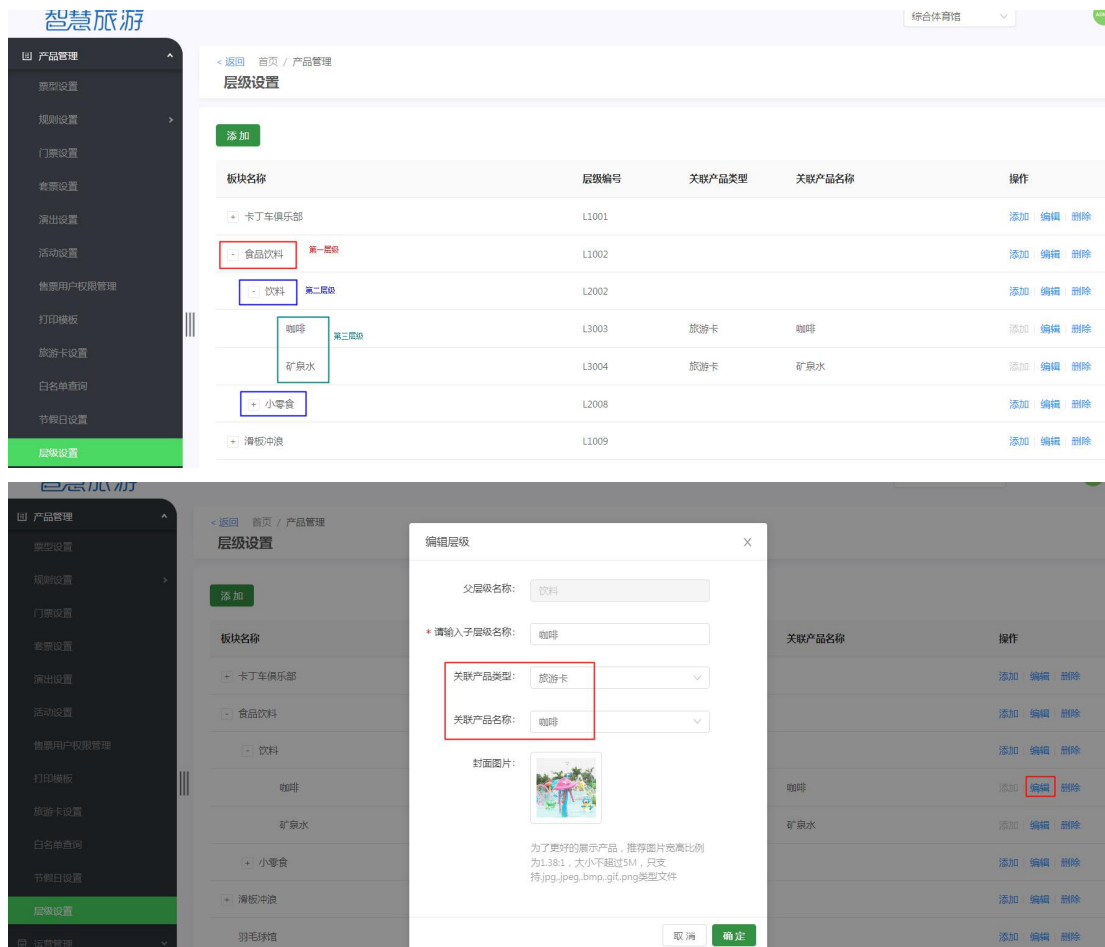 智慧旅游
综合体育馆
产品管理
票型设置
规则设置
门票设置
套票设置
演出设置
活动设置
售票用户权限管理
打印模板
旅游卡设置
白名单查询
节假日设置
层级设置
< 返回 首页 / 产品管理
层级设置
添加
板块名称 层级编号 关联产品类型 关联产品名称 操作
+ 卡丁车俱乐部 L1001 添加 编辑 删除
- 食品饮料 第一层级 L1002 添加 编辑 删除
- 饮料 第二层级 L2002 添加 编辑 删除
咖啡 L3003 旅游卡 咖啡 添加 编辑 删除
第三层级
矿泉水 L3004 旅游卡 矿泉水 添加 编辑 删除
+ 小零食 L2008 添加 编辑 删除
+ 滑板冲浪 L1009 添加 编辑 删除
智慧旅游
产品管理
票型设置
规则设置
门票设置
套票设置
演出设置
活动设置
售票用户权限管理
打印模板
旅游卡设置
白名单查询
节假日设置
层级设置
运营管理
< 返回 首页 / 产品管理
层级设置
添加
板块名称 关联产品名称 操作
+ 卡丁车俱乐部 添加 编辑 删除
- 食品饮料 添加 编辑 删除
- 饮料 添加 编辑 删除
咖啡 咖啡 添加 编辑 删除
矿泉水 矿泉水 添加 编辑 删除
+ 小零食 添加 编辑 删除
+ 滑板冲浪 添加 编辑 删除
羽毛球馆 添加 编辑 删除
编辑层级
父层级名称: 饮料
* 请输入子层级名称: 咖啡
关联产品类型: 旅游卡
关联产品名称: 咖啡
封面图片:
为了更好的展示产品，推荐图片宽高比例
为1.38:1，大小不超过5M，只支
持.jpg,.jpeg,.bmp,.gif,.png类型文件
取消 确定